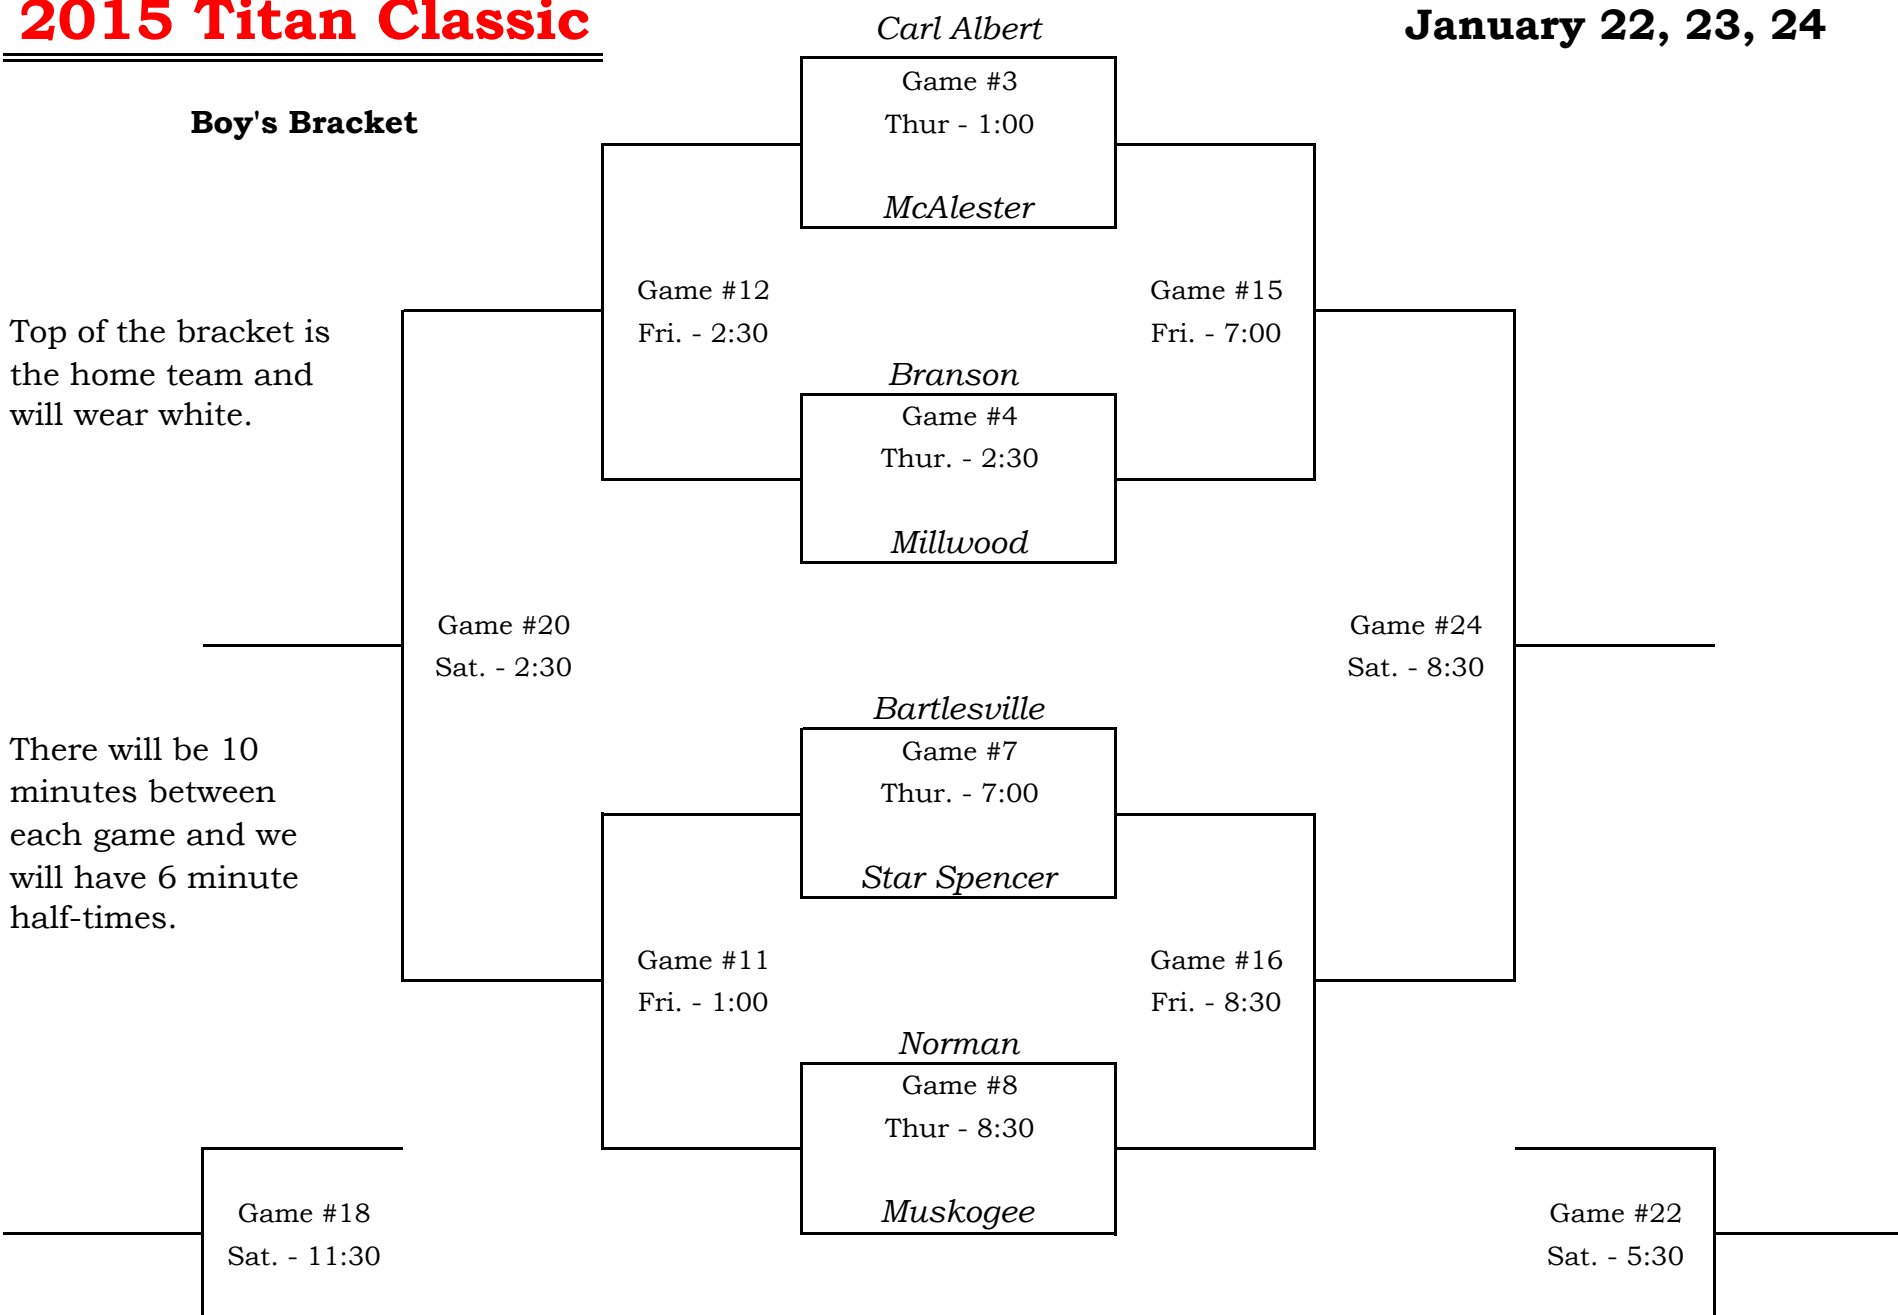 2015 Titan Classic
Carl Albert
January 22, 23, 24
Game #3
Boy's Bracket
Thur - 1:00
McAlester
Game #12
Game #15
Top of the bracket is
Fri. - 2:30
Fri. - 7:00
the home team and
Branson
will wear white.
Game #4
Thur. - 2:30
Millwood
Game #20
Game #24
Sat. - 2:30
Sat. - 8:30
Bartlesville
There will be 10
Game #7
minutes between
Thur. - 7:00
each game and we
will have 6 minute
Star Spencer
half-times.
Game #11
Game #16
Fri. - 1:00
Fri. - 8:30
Norman
Game #8
Thur - 8:30
Muskogee
Game #18
Game #22
Sat. - 11:30
Sat. - 5:30